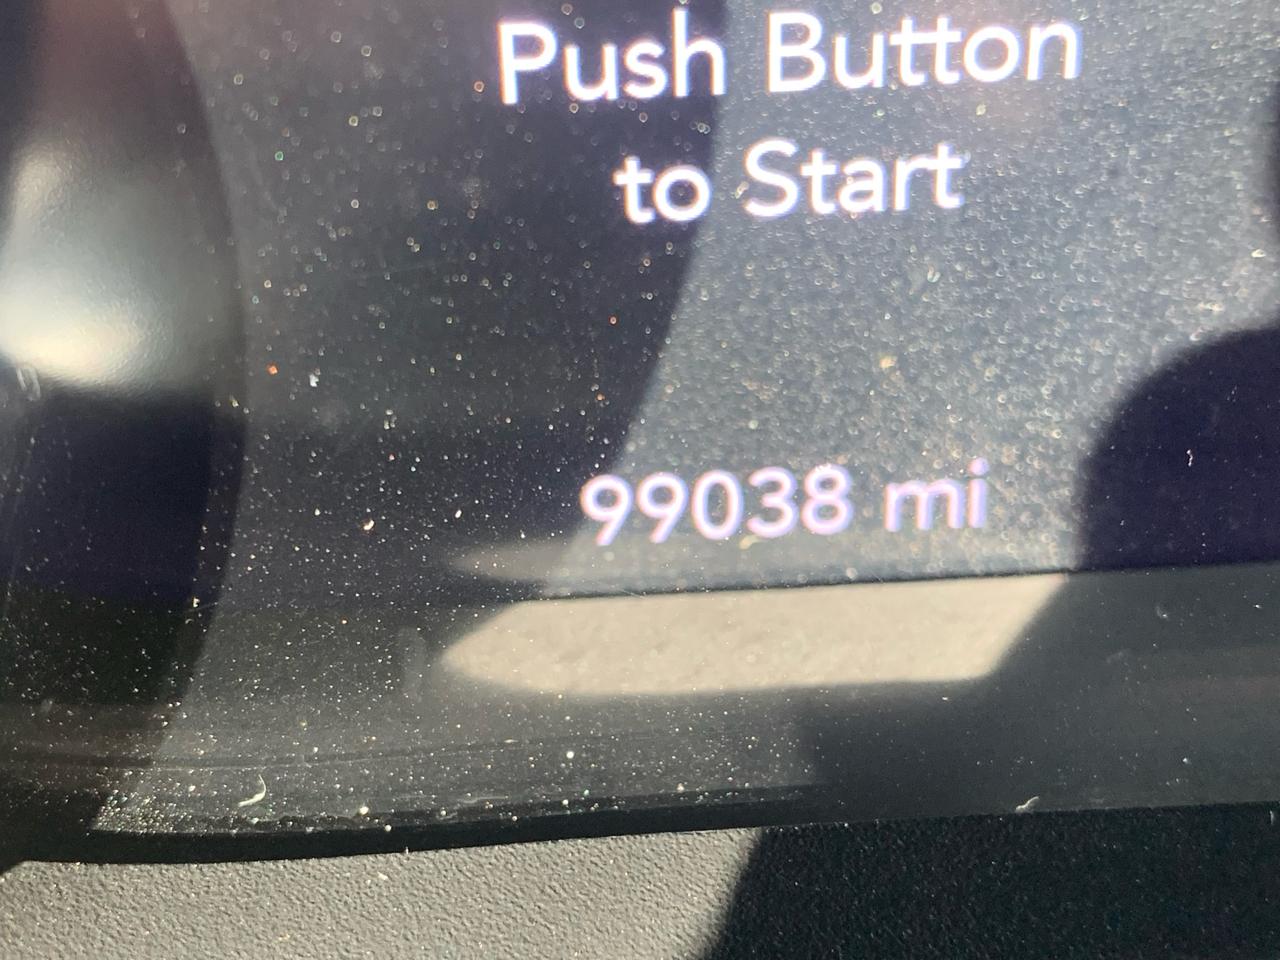 Push Button
to Start
99038 mi